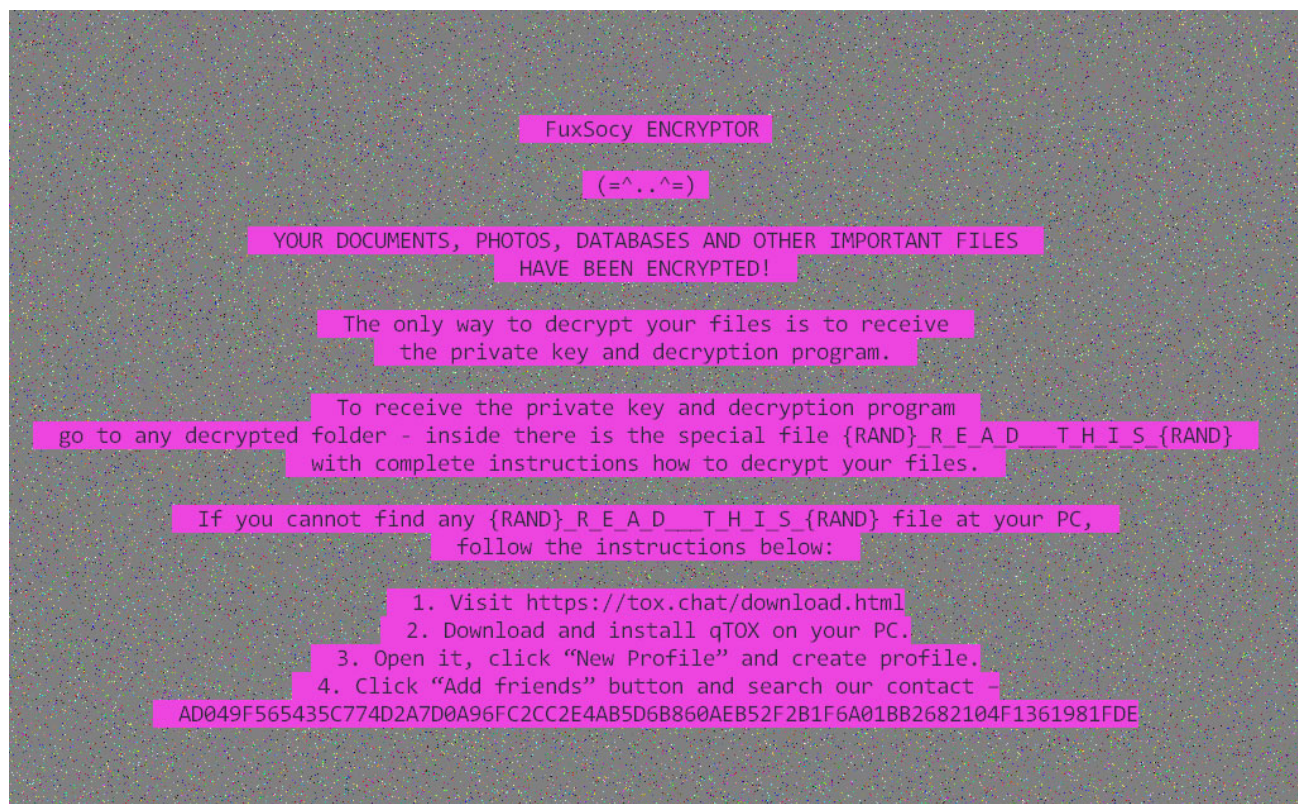 FuxSocy ENCRYPTOR
(=^..^=)
YOUR DOCUMENTS, PHOTOS, DATABASES AND OTHER IMPORTANT FILES
HAVE BEEN ENCRYPTED!
The only way to decrypt your files is to receive
the private key and decryption program.
To receive the private key and decryption program
go to any decrypted folder - inside there is the special file {RAND}_R_E_A_D___T_H_I_S_{RAND}
with complete instructions how to decrypt your files.
If you cannot find any {RAND}_R_E_A_D___T_H_I_S_{RAND} file at your PC,
follow the instructions below:
1. Visit https://tox.chat/download.html
2. Download and install qTOX on your PC.
3. Open it, click “New Profile” and create profile.
4. Click “Add friends” button and search our contact –
AD049F565435C774D2A7D0A96FC2CC2E4AB5D6B860AEB52F2B1F6A01BB2682104F1361981FDE